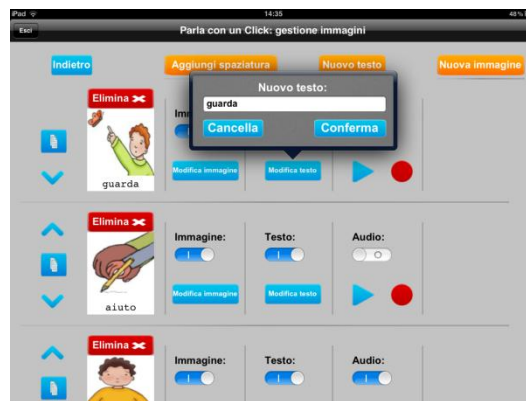 iPad 14:35 48%
Esci Parla con un Click: gestione immagini
Indietro Aggiungi spaziatura Nuovo testo Nuova immagine
Nuovo testo:
guarda
Cancella Conferma
Elimina
Modifica immagine Modifica testo
guarda
Elimina
Immagine: Testo: Audio:
Modifica immagine Modifica testo
aiuto
Elimina
Immagine: Testo: Audio: